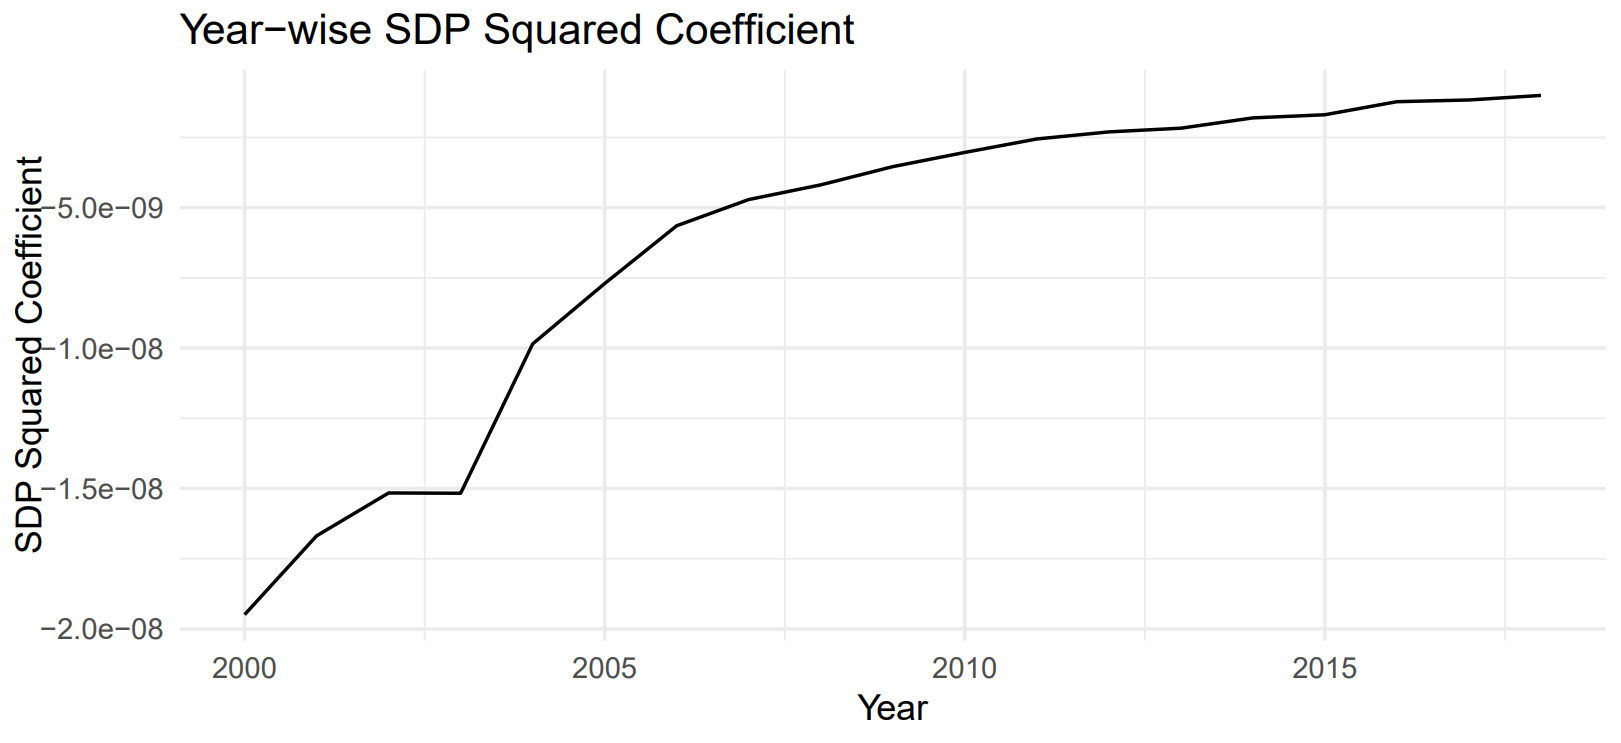 Year−wise SDP Squared Coefficient
SDP Squared Coefficient
−5.0e−09
−1.0e−08
−1.5e−08
−2.0e−08
2000 2005 2010 2015
Year